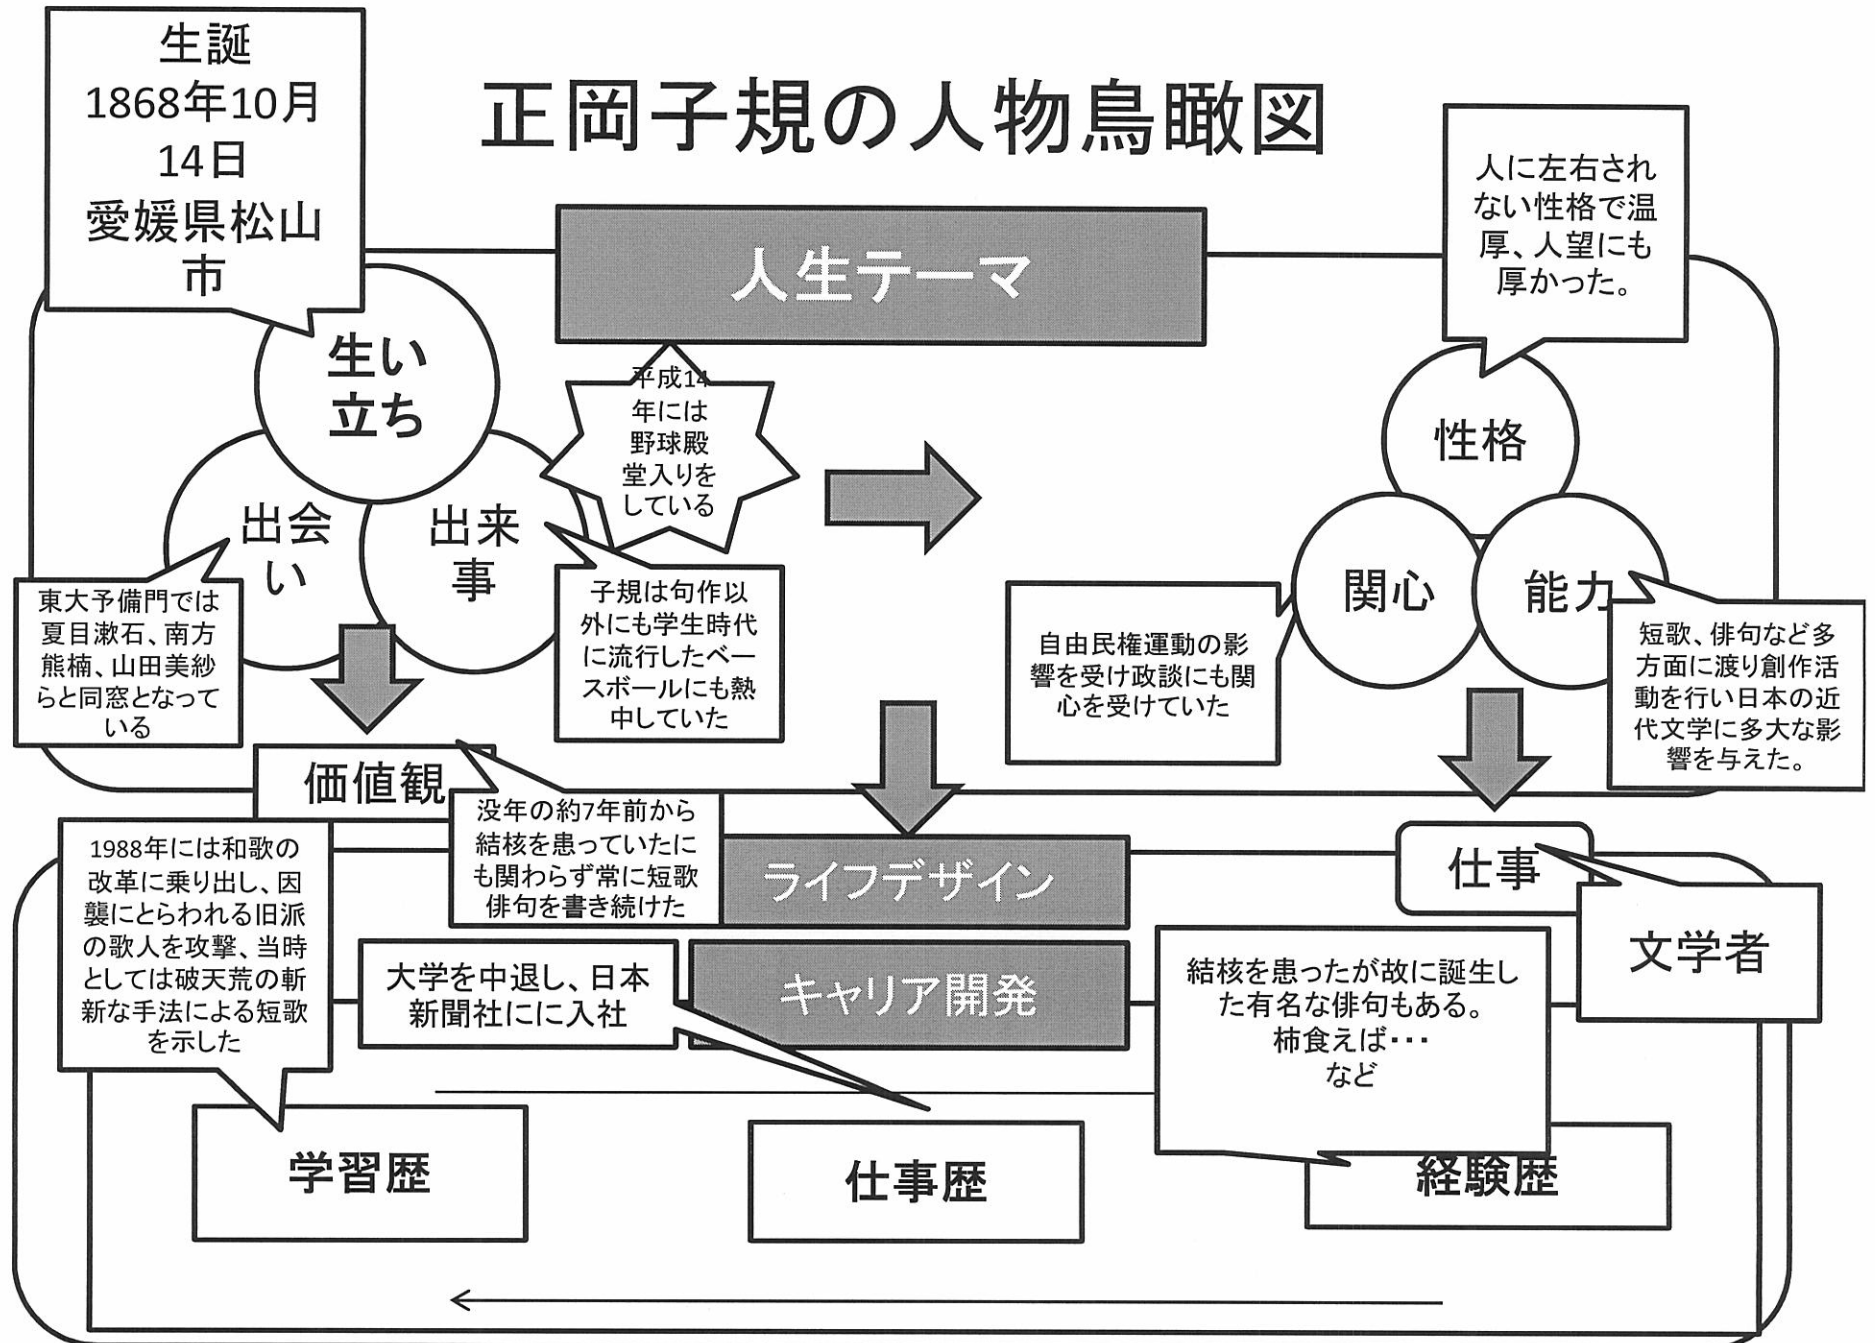 生誕
1868年10月
14日
愛媛県松山
市
正岡子規の人物鳥瞰図
人生テーマ
人に左右され
ない性格で温
厚、人望にも
厚かった。
生い
立ち
平成14
年には
野球殿
堂入りを
している
性格
出会
い
出来
事
関心
能力
東大予備門では
夏目漱石、南方
熊楠、山田美紗
らと同窓となって
いる
子規は句作以
外にも学生時代
に流行したベー
スボールにも熱
中していた
自由民権運動の影
響を受け政談にも関
心を受けていた
短歌、俳句など多
方面に渡り創作活
動を行い日本の近
代文学に多大な影
響を与えた。
価値観
没年の約7年前から
結核を患っていたに
も関わらず常に短歌
俳句を書き続けた
ライフデザイン
仕事
文学者
1988年には和歌の
改革に乗り出し、因
襲にとらわれる旧派
の歌人を攻撃、当時
としては破天荒の斬
新な手法による短歌
を示した
大学を中退し、日本
新聞社にに入社
キャリア開発
結核を患ったが故に誕生し
た有名な俳句もある。
柿食えば・・・
など
学習歴
仕事歴
経験歴